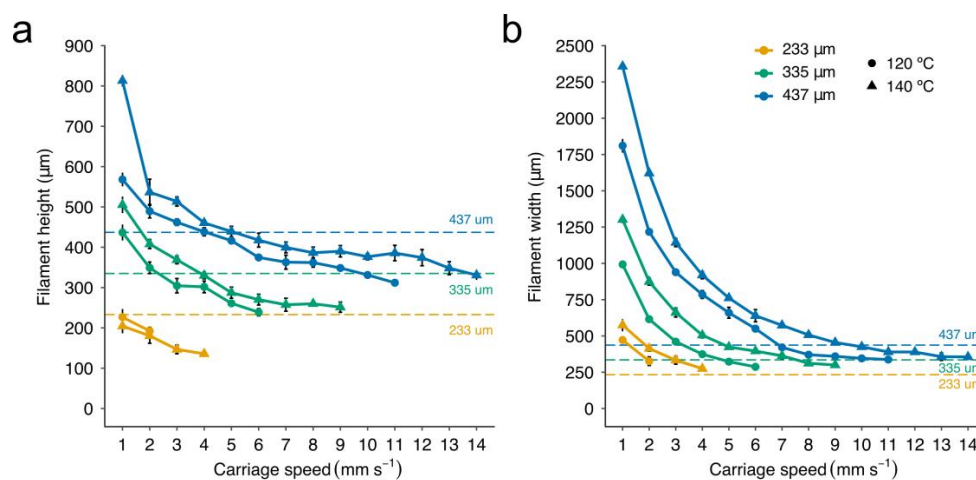 a
900
800
700
600
500
400
300
200
100
0
Filament height (µm)
437 um
335 um
233 um
1 2 3 4 5 6 7 8 9 10 11 12 13 14
Carriage speed (mm s⁻¹)
b
2500
2250
2000
1750
1500
1250
1000
750
500
250
0
Filament width (µm)
233 µm
335 µm
437 µm
120 ºC
140 ºC
437 um
335 um
233 um
1 2 3 4 5 6 7 8 9 10 11 12 13 14
Carriage speed (mm s⁻¹)